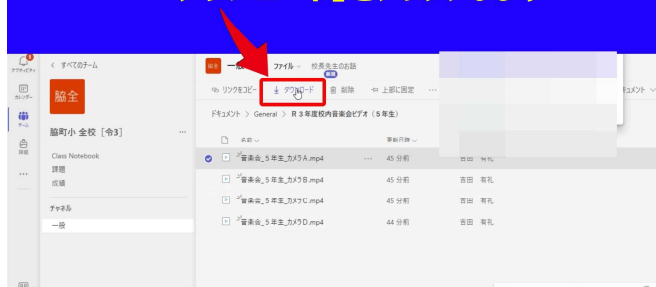 アクティビティ
カレンダー
チーム
課題
< すべてのチーム
脇全
脇町小 全校［令3］ …
Class Notebook
課題
成績
チャネル
一般
脇全 一般 ファイル 校長先生のお話
新規
リンクをコピー ダウンロード 削除 上部に固定 …
ドキュメント > General > R３年度校内音楽会ビデオ（５年生）
名前 更新日時
音楽会_５年生_カメラA.mp4 … 45 分前 吉田 有礼
音楽会_５年生_カメラB.mp4 45 分前 吉田 有礼
音楽会_５年生_カメラC.mp4 45 分前 吉田 有礼
音楽会_５年生_カメラD.mp4 44 分前 吉田 有礼